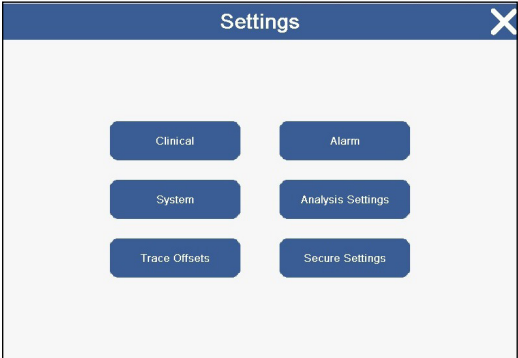 Settings
Clinical
Alarm
System
Analysis Settings
Trace Offsets
Secure Settings